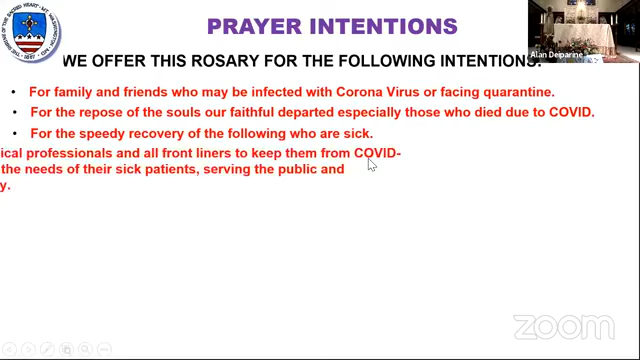 PRAYER INTENTIONS
Alan Deiparine
WE OFFER THIS ROSARY FOR THE FOLLOWING INTENTIONS:
• For family and friends who may be infected with Corona Virus or facing quarantine.
• For the repose of the souls our faithful departed especially those who died due to COVID.
• For the speedy recovery of the following who are sick.
ical professionals and all front liners to keep them from COVID-
the needs of their sick patients, serving the public and
y.
zoom